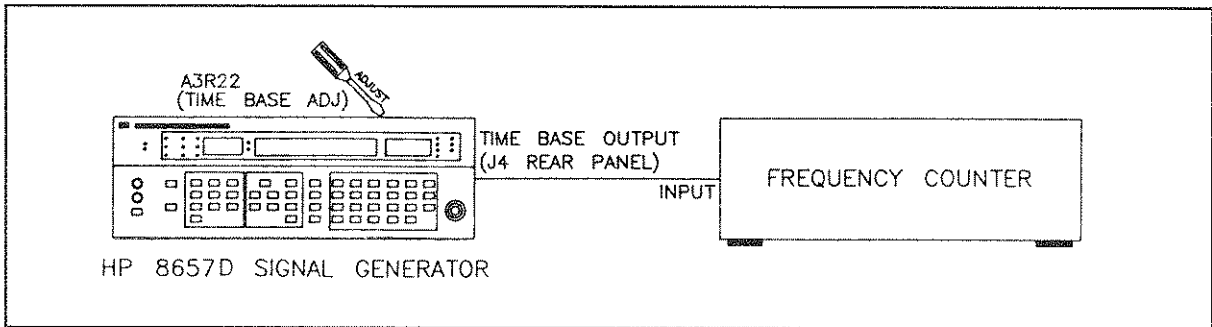 A3R22
(TIME BASE ADJ)
ADJUST
TIME BASE OUTPUT
(J4 REAR PANEL)
INPUT
FREQUENCY COUNTER
HP 8657D SIGNAL GENERATOR